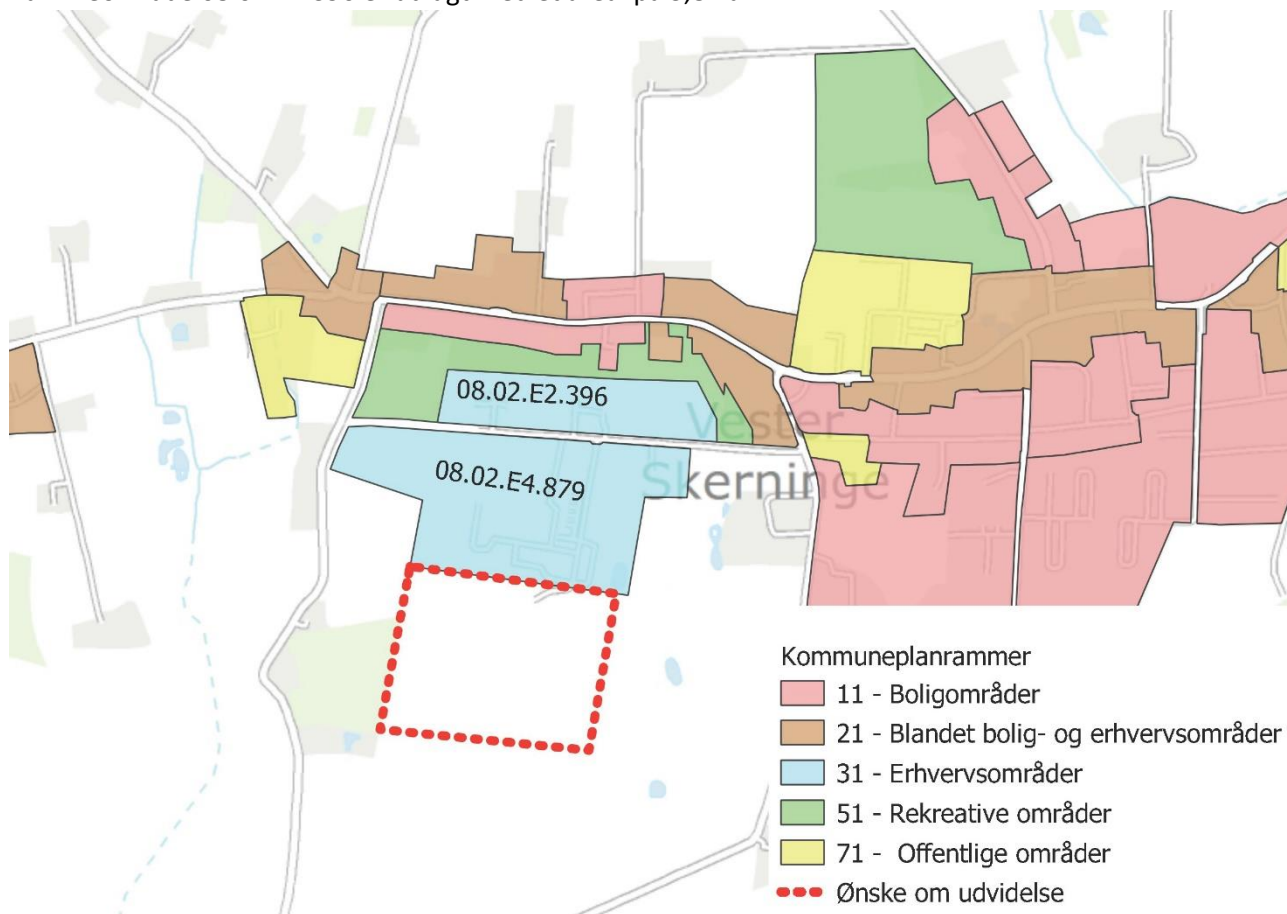 08.02.E2.396
Vester
Skerninge
08.02.E4.879
Kommuneplanrammer
11 - Boligområder
21 - Blandet bolig- og erhvervsområder
31 - Erhvervsområder
51 - Rekreative områder
71 - Offentlige områder
Ønske om udvidelse